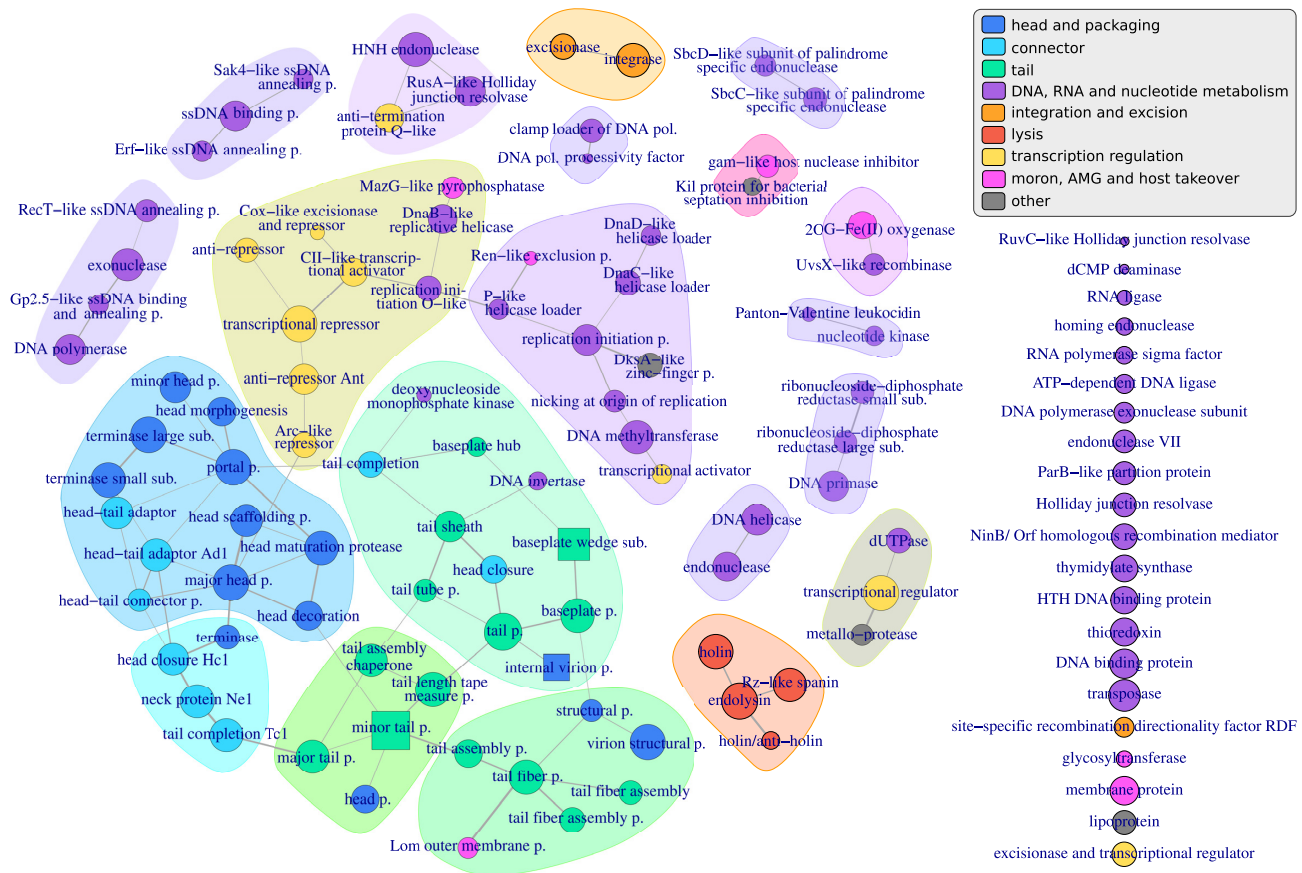 head and packaging
connector
tail
DNA, RNA and nucleotide metabolism
integration and excision
lysis
transcription regulation
moron, AMG and host takeover
other
HNH endonuclease
RusA−like Holliday
junction resolvase
anti−termination
protein Q−like
excisionase
integrase
SbcD−like subunit of palindrome
specific endonuclease
SbcC−like subunit of palindrome
specific endonuclease
Sak4−like ssDNA
annealing p.
ssDNA binding p.
Erf−like ssDNA annealing p.
clamp loader of DNA pol.
DNA pol. processivity factor
gam−like host nuclease inhibitor
Kil protein for bacterial
septation inhibition
RecT−like ssDNA annealing p.
exonuclease
Gp2.5−like ssDNA binding
and annealing p.
DNA polymerase
MazG−like pyrophosphatase
Cox−like excisionase
and repressor
DnaB−like
replicative helicase
anti−repressor
CII−like transcrip−
tional activator
replication ini−
tiation O−like
transcriptional repressor
anti−repressor Ant
Arc−like
repressor
DnaD−like
helicase loader
Ren−like exclusion p.
DnaC−like
helicase loader
P−like
helicase loader
replication initiation p.
DksA−like
zinc−finger p.
nicking at origin of replication
DNA methyltransferase
transcriptional activator
2OG−Fe(II) oxygenase
UvsX−like recombinase
Panton−Valentine leukocidin
nucleotide kinase
ribonucleoside−diphosphate
reductase small sub.
ribonucleoside−diphosphate
reductase large sub.
DNA primase
minor head p.
head morphogenesis
terminase large sub.
portal p.
terminase small sub.
head−tail adaptor
head scaffolding p.
head−tail adaptor Ad1
head maturation protease
major head p.
head−tail connector p.
head decoration
terminase
head closure Hc1
neck protein Ne1
tail completion Tc1
deoxynucleoside
monophosphate kinase
baseplate hub
tail completion
DNA invertase
tail sheath
baseplate wedge sub.
head closure
tail tube p.
baseplate p.
tail p.
internal virion p.
tail assembly
chaperone
tail length tape
measure p.
minor tail p.
major tail p.
head p.
structural p.
virion structural p.
tail assembly p.
tail fiber p.
tail fiber assembly
tail fiber assembly p.
Lom outer membrane p.
DNA helicase
endonuclease
dUTPase
transcriptional regulator
metallo−protease
holin
Rz−like spanin
endolysin
holin/anti−holin
RuvC−like Holliday junction resolvase
dCMP deaminase
RNA ligase
homing endonuclease
RNA polymerase sigma factor
ATP−dependent DNA ligase
DNA polymerase exonuclease subunit
endonuclease VII
ParB−like partition protein
Holliday junction resolvase
NinB/ Orf homologous recombination mediator
thymidylate synthase
HTH DNA binding protein
thioredoxin
DNA binding protein
transposase
site−specific recombination directionality factor RDF
glycosyltransferase
membrane protein
lipoprotein
excisionase and transcriptional regulator